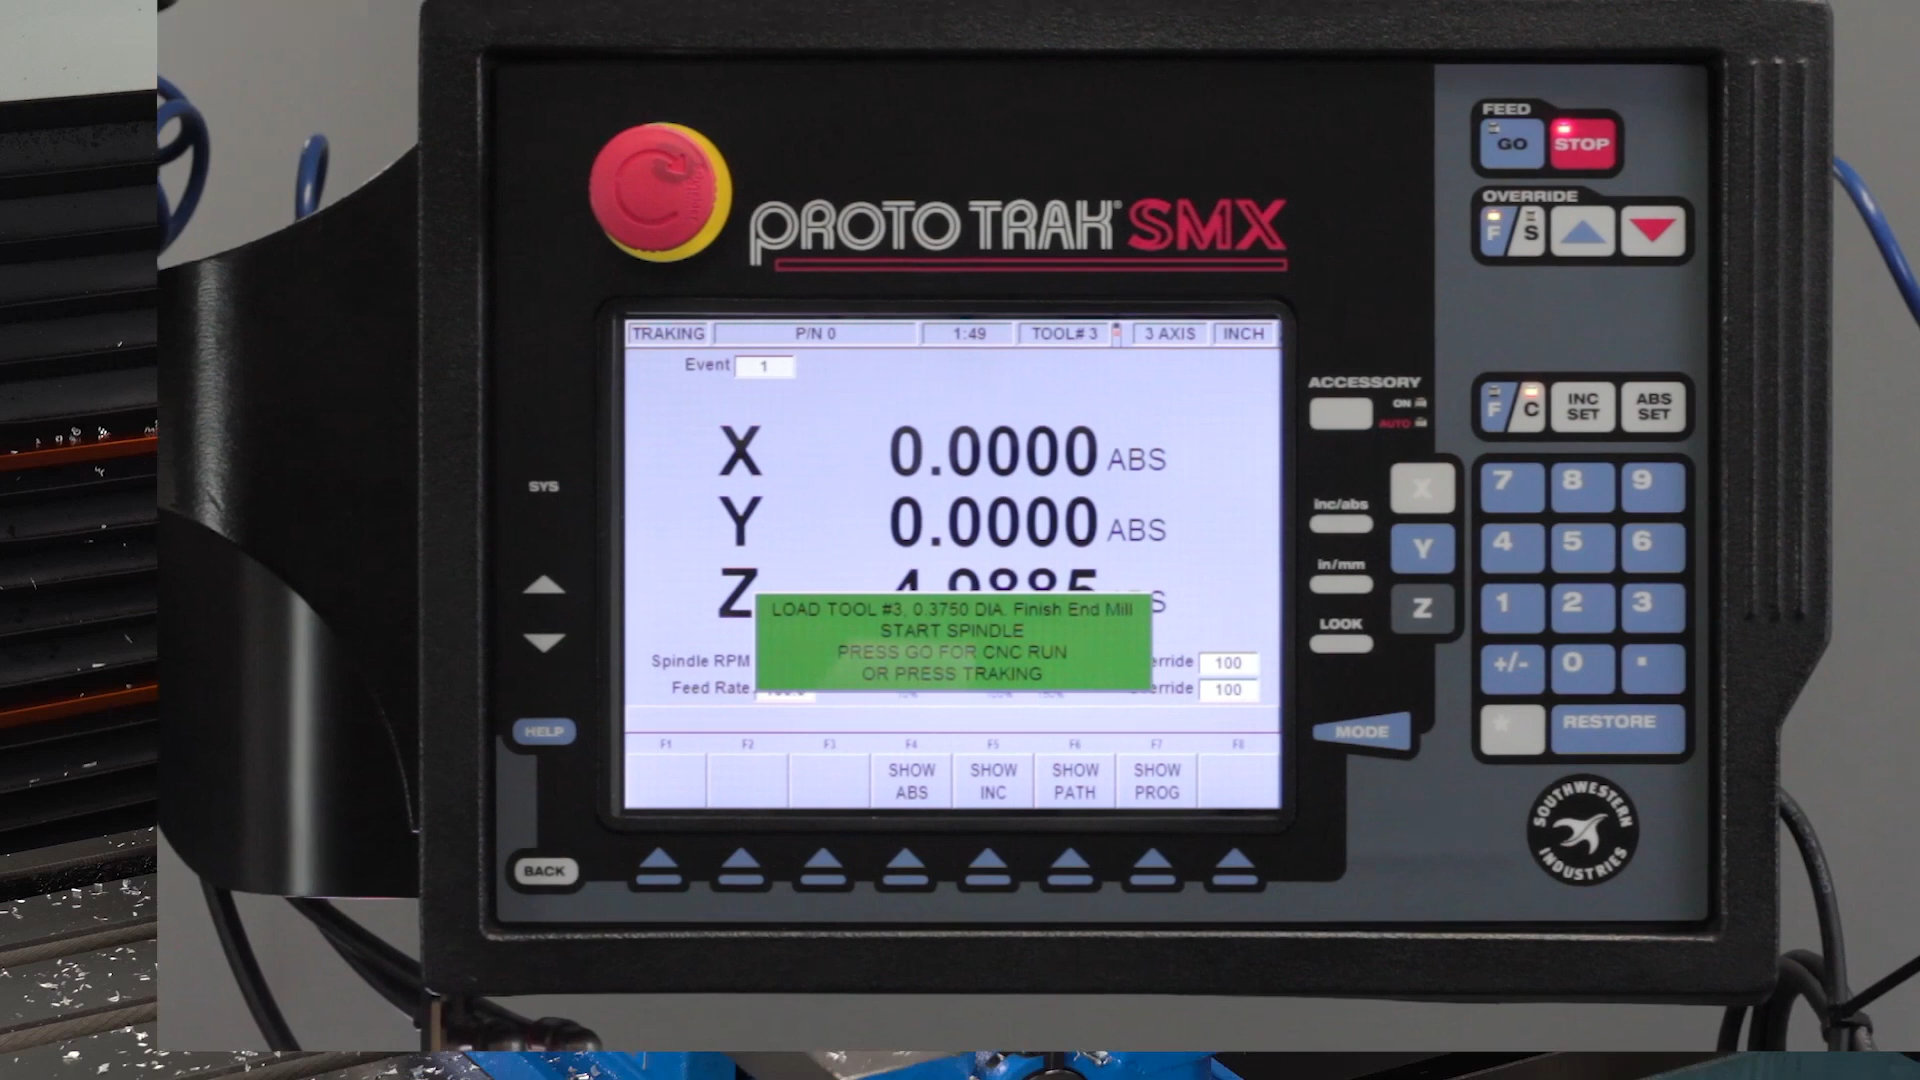 FEED
GO STOP
PROTO TRAK® SMX
OVERRIDE
F S
TRAKING P/N 0 1:49 TOOL# 3 3 AXIS INCH
Event 1
X 0.0000 ABS
Y 0.0000 ABS
Z
LOAD TOOL #3, 0.3750 DIA. Finish End Mill
START SPINDLE
PRESS GO FOR CNC RUN
OR PRESS TRAKING
Spindle RPM 100
Feed Rate 100
F1 F2 F3 F4 F5 F6 F7 F8
SHOW ABS
SHOW INC
SHOW PATH
SHOW PROG
SYS
HELP
BACK
ACCESSORY
ON
AUTO
inc/abs
in/mm
LOOK
MODE
X
Y
Z
F C INC SET ABS SET
7 8 9
4 5 6
1 2 3
+/- 0 .
* RESTORE
SOUTHWESTERN INDUSTRIES